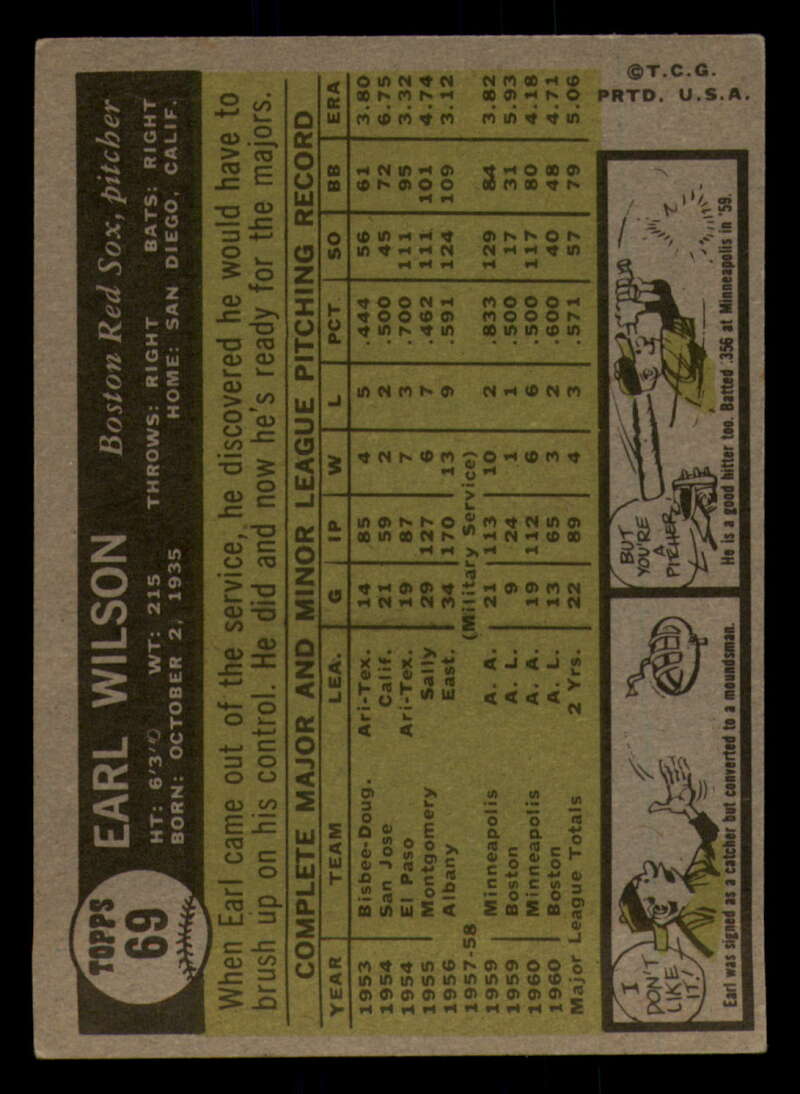 TOPPS
69
EARL WILSON Boston Red Sox, pitcher
HT: 6'3" WT: 215 THROWS: RIGHT BATS: RIGHT
BORN: OCTOBER 2, 1935 HOME: SAN DIEGO, CALIF.
When Earl came out of the service, he discovered he would have to
brush up on his control. He did and now he's ready for the majors.
COMPLETE MAJOR AND MINOR LEAGUE PITCHING RECORD
YEAR TEAM LEA. G IP W L PCT. SO BB ERA
1953 Bisbee-Doug. Ari-Tex. 14 85 4 5 .444 56 61 3.80
1954 San Jose Calif. 21 59 2 2 .500 45 72 6.75
1954 El Paso Ari-Tex. 19 87 7 3 .700 111 95 3.32
1955 Montgomery Sally 29 127 6 7 .462 111 101 4.74
1956 Albany East. 34 170 13 9 .591 124 109 3.12
1957-58 (Military Service)
1959 Minneapolis A. A. 21 113 10 2 .833 129 84 3.82
1959 Boston A. L. 9 24 1 1 .500 17 31 5.93
1960 Minneapolis A. A. 19 112 6 6 .500 117 80 4.18
1960 Boston A. L. 13 65 3 2 .600 40 48 4.71
Major League Totals 2 Yrs. 22 89 4 3 .571 57 79 5.06
I
DON'T
LIKE
IT!
Earl was signed as a catcher but converted to a moundsman.
BUT
YOU'RE
A
PITCHER
He is a good hitter too. Batted .356 at Minneapolis in '59.
©T.C.G.
PRTD. U.S.A.